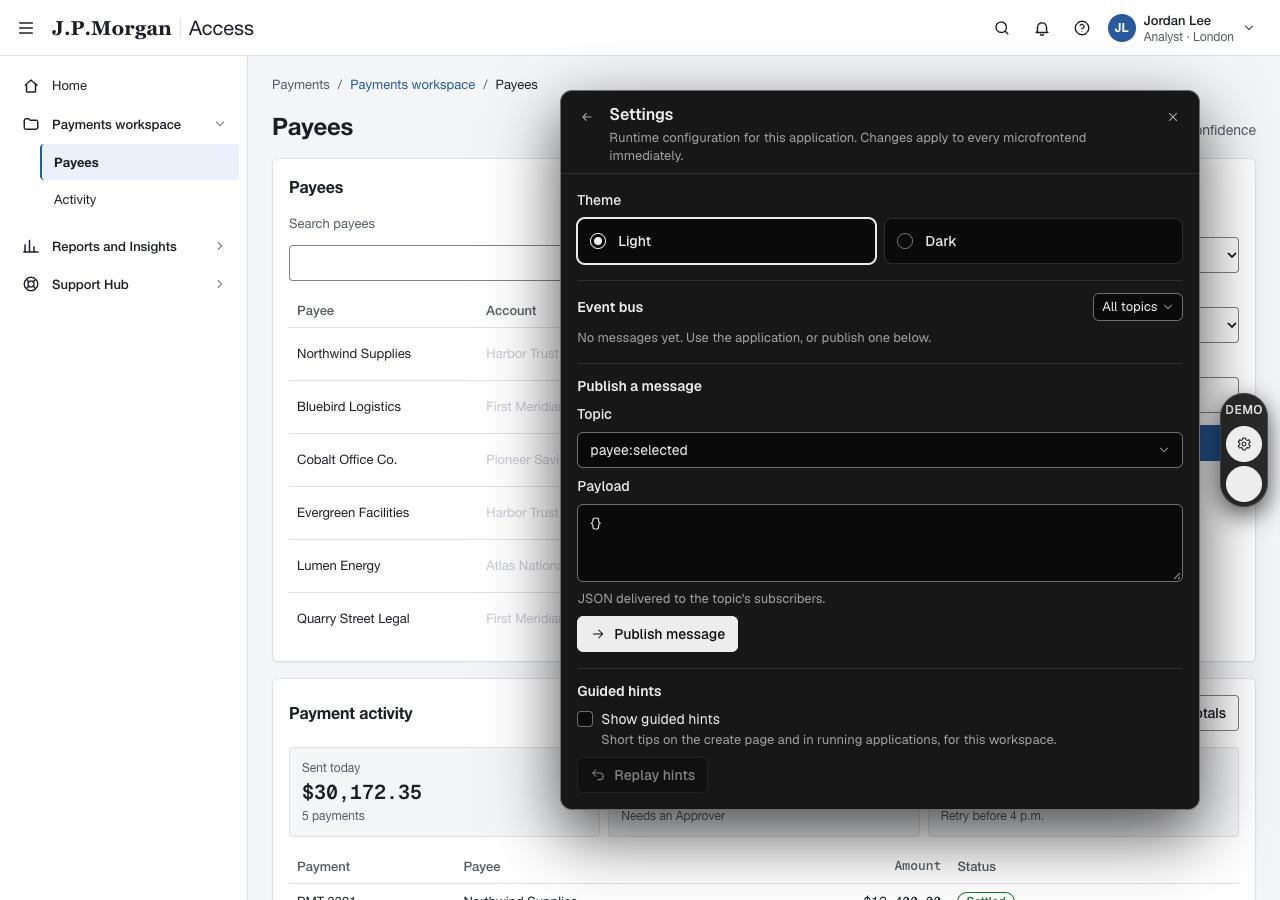 J.P.Morgan Access
JL
Jordan Lee
Analyst · London
Home
Payments workspace
Payees
Activity
Reports and Insights
Support Hub
Payments / Payments workspace / Payees
Payees
Payees
Search payees
Payee Account
Northwind Supplies Harbor Trust
Bluebird Logistics First Meridian
Cobalt Office Co. Pioneer Savi
Evergreen Facilities Harbor Trust
Lumen Energy Atlas Nationa
Quarry Street Legal First Meridian
Payment activity
Sent today
$30,172.35
5 payments
Needs an Approver
Retry before 4 p.m.
Payment Payee Amount Status
Northwind Supplies
Settled
Settings
Runtime configuration for this application. Changes apply to every microfrontend
immediately.
Theme
Light
Dark
Event bus
All topics
No messages yet. Use the application, or publish one below.
Publish a message
Topic
payee:selected
Payload
{}
JSON delivered to the topic's subscribers.
Publish message
Guided hints
Show guided hints
Short tips on the create page and in running applications, for this workspace.
Replay hints
onfidence
otals
DEMO